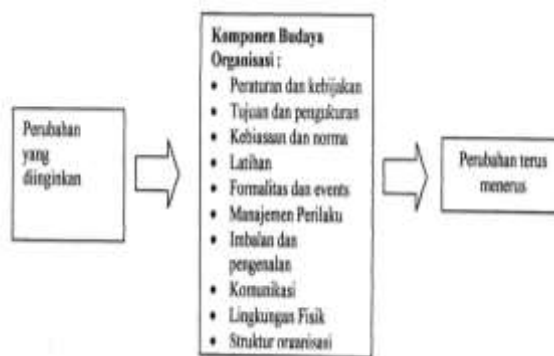 Perubahan
yang
diinginkan
Komponen Budaya
Organisasi :
• Peraturan dan kebijakan
• Tujuan dan pengukuran
• Kebiasaan dan norma
• Latihan
• Formalitas dan events
• Manajemen Perilaku
• Imbalan dan
pengenalan
• Komunikasi
• Lingkungan Fisik
• Struktur organisasi
Perubahan terus
menerus